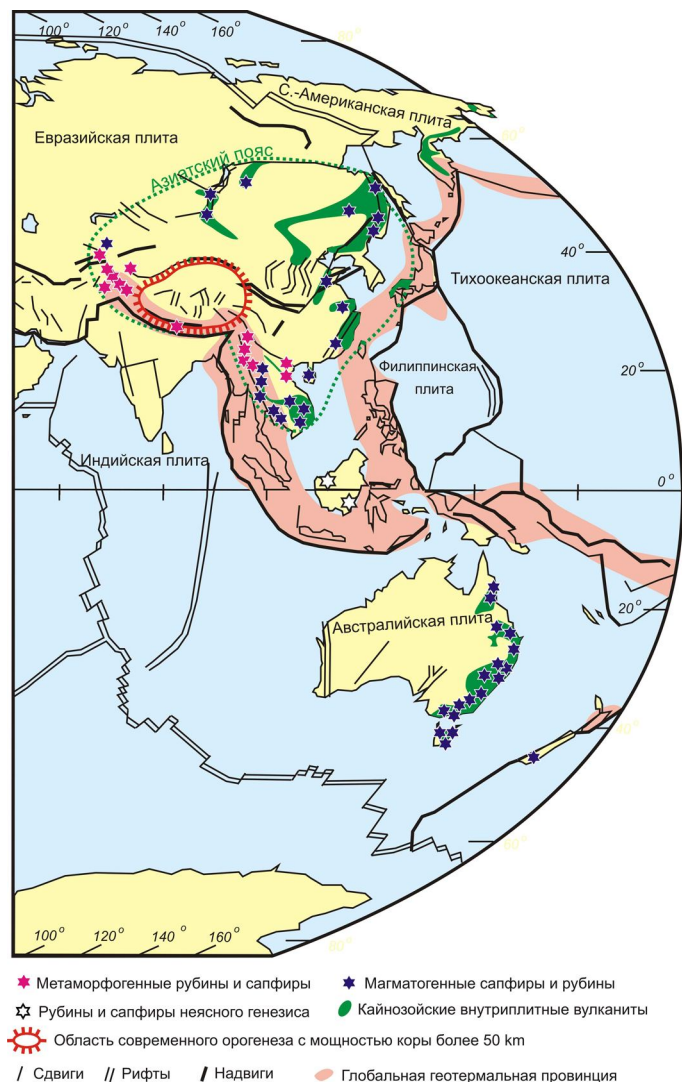 100° 120° 140° 160°
80°
С.-Американская плита
60°
Евразийская плита
Азиатский пояс
40°
Тихоокеанская плита
20°
Филиппинская
плита
Индийская плита
0°
20°
Австралийская плита
40°
60°
100° 120° 140° 160°
80°
Метаморфогенные рубины и сапфиры
Магматогенные сапфиры и рубины
Рубины и сапфиры неясного генезиса
Кайнозойские внутриплитные вулканиты
Область современного орогенеза с мощностью коры более 50 km
Сдвиги Рифты Надвиги Глобальная геотермальная провинция